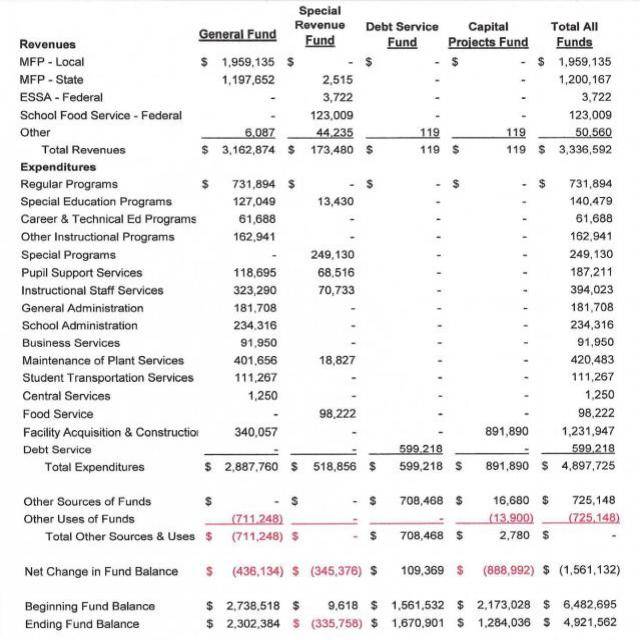 Special
Revenue Debt Service Capital Total All
Revenues General Fund Fund Fund Projects Fund Funds
MFP - Local $ 1,959,135 $ - $ - $ - $ 1,959,135
MFP - State 1,197,652 2,515 - - 1,200,167
ESSA - Federal - 3,722 - - 3,722
School Food Service - Federal - 123,009 - - 123,009
Other 6,087 44,235 119 119 50,560
Total Revenues $ 3,162,874 $ 173,480 $ 119 $ 119 $ 3,336,592
Expenditures
Regular Programs $ 731,894 $ - $ - $ - $ 731,894
Special Education Programs 127,049 13,430 - - 140,479
Career & Technical Ed Programs 61,688 - - - 61,688
Other Instructional Programs 162,941 - - - 162,941
Special Programs - 249,130 - - 249,130
Pupil Support Services 118,695 68,516 - - 187,211
Instructional Staff Services 323,290 70,733 - - 394,023
General Administration 181,708 - - - 181,708
School Administration 234,316 - - - 234,316
Business Services 91,950 - - - 91,950
Maintenance of Plant Services 401,656 18,827 - - 420,483
Student Transportation Services 111,267 - - - 111,267
Central Services 1,250 - - - 1,250
Food Service - 98,222 - - 98,222
Facility Acquisition & Constructio 340,057 - - 891,890 1,231,947
Debt Service - - 599,218 - 599,218
Total Expenditures $ 2,887,760 $ 518,856 $ 599,218 $ 891,890 $ 4,897,725
Other Sources of Funds $ - $ - $ 708,468 $ 16,680 $ 725,148
Other Uses of Funds (711,248) - - (13,900) (725,148)
Total Other Sources & Uses $ (711,248) $ - $ 708,468 $ 2,780 $ -
Net Change in Fund Balance $ (436,134) $ (345,376) $ 109,369 $ (888,992) $ (1,561,132)
Beginning Fund Balance $ 2,738,518 $ 9,618 $ 1,561,532 $ 2,173,028 $ 6,482,695
Ending Fund Balance $ 2,302,384 $ (335,758) $ 1,670,901 $ 1,284,036 $ 4,921,562